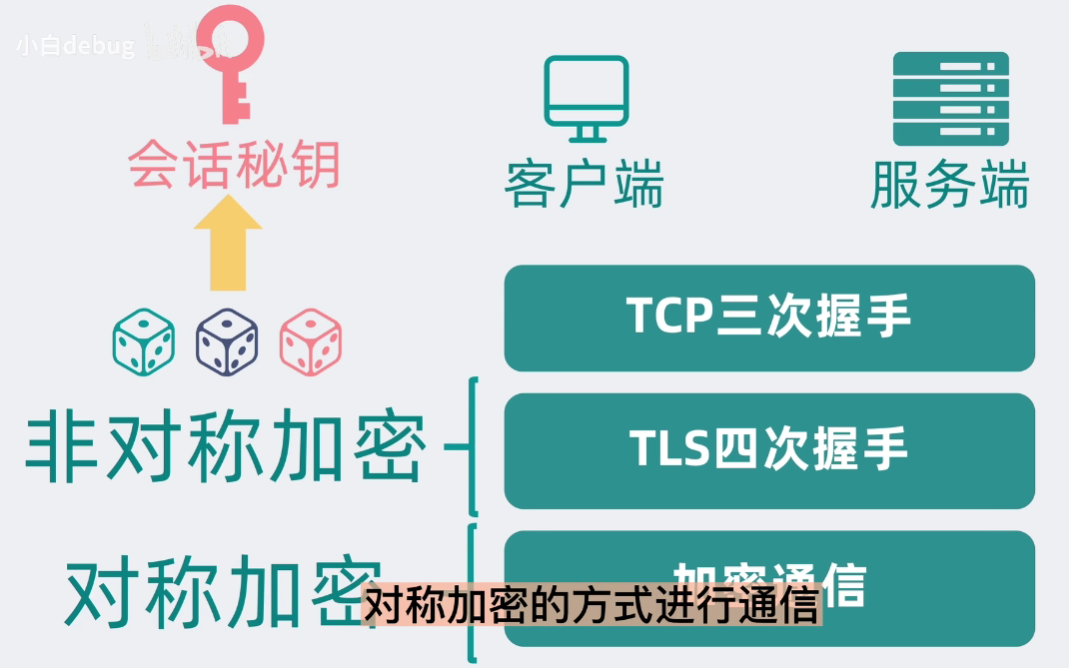 小白debug
会话秘钥
客户端
服务端
TCP三次握手
非对称加密
TLS四次握手
对称加密
加密通信
对称加密的方式进行通信